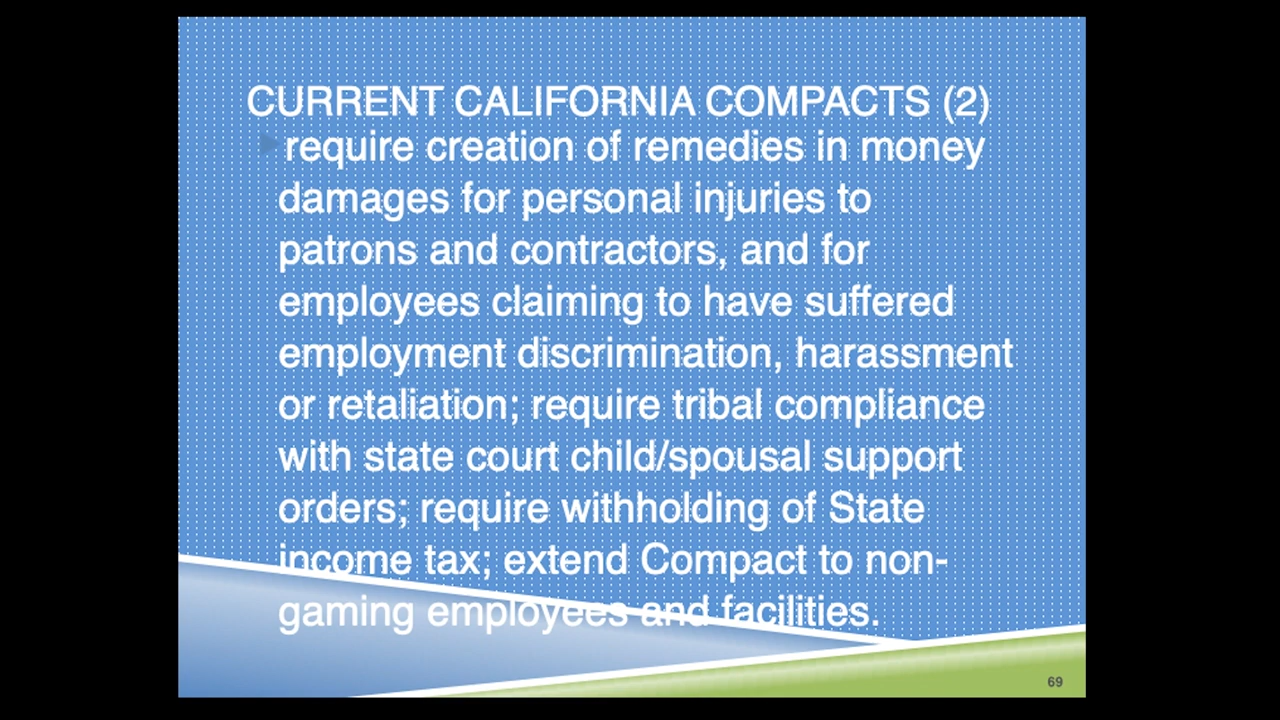 CURRENT CALIFORNIA COMPACTS (2)
require creation of remedies in money
damages for personal injuries to
patrons and contractors, and for
employees claiming to have suffered
employment discrimination, harassment
or retaliation; require tribal compliance
with state court child/spousal support
orders; require withholding of State
income tax; extend Compact to non-
gaming employees and facilities.
69